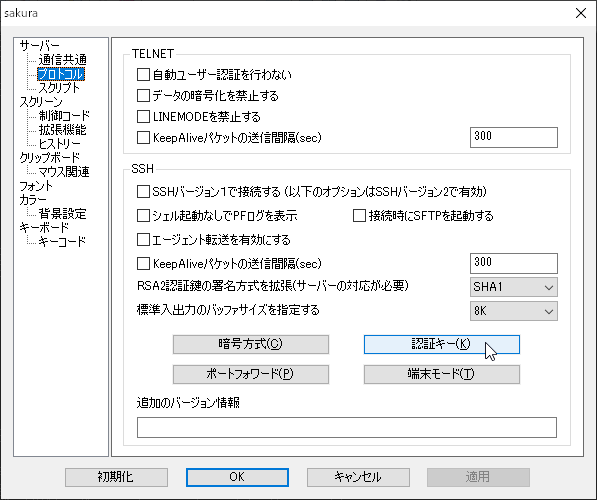 sakura
サーバー
通信共通
プロトコル
スクリプト
スクリーン
制御コード
拡張機能
ヒストリー
クリップボード
マウス関連
フォント
カラー
背景設定
キーボード
キーコード
TELNET
自動ユーザー認証を行わない
データの暗号化を禁止する
LINEMODEを禁止する
KeepAliveパケットの送信間隔(sec) 300
SSH
SSHバージョン1で接続する (以下のオプションはSSHバージョン2で有効)
シェル起動なしでPFログを表示 接続時にSFTPを起動する
エージェント転送を有効にする
KeepAliveパケットの送信間隔(sec) 300
RSA2認証鍵の署名方式を拡張(サーバーの対応が必要) SHA1
標準入出力のバッファサイズを指定する 8K
暗号方式(C) 認証キー(K)
ポートフォワード(P) 端末モード(T)
追加のバージョン情報
初期化 OK キャンセル 適用